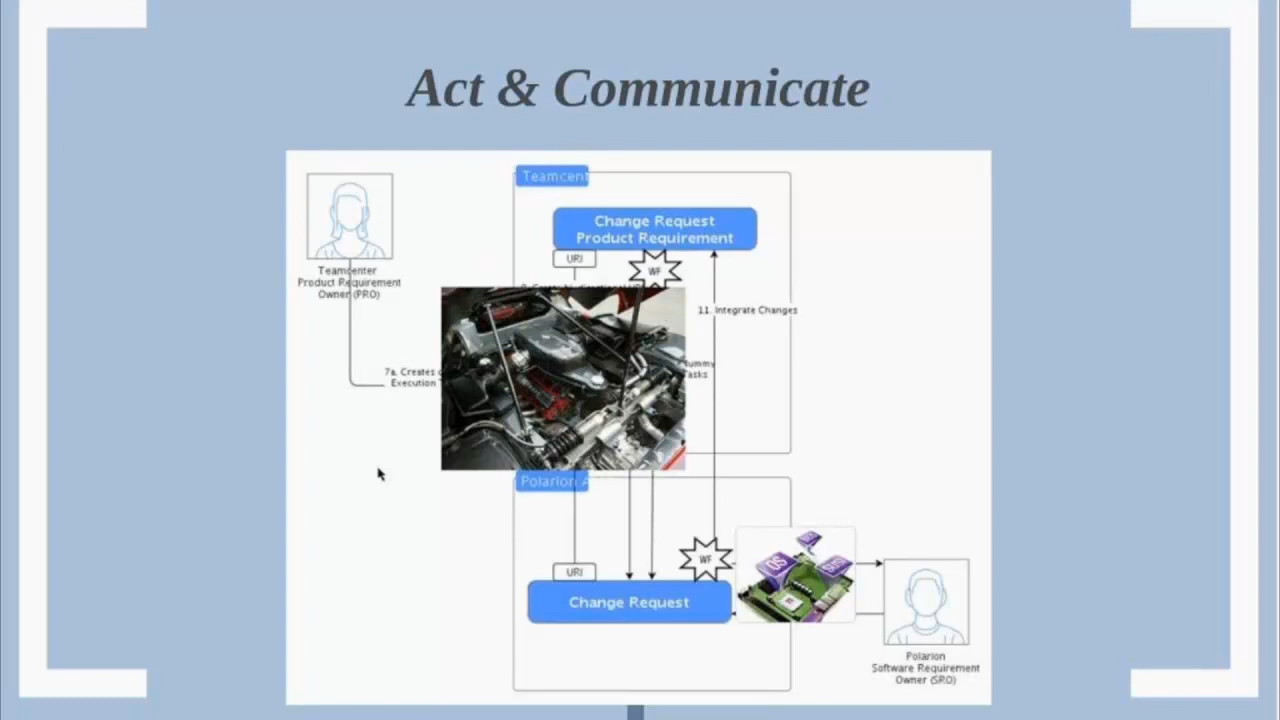 Act & Communicate
Teamcent
Change Request
Product Requirement
URI
WF
Teamcenter
Product Requirement
Owner (PRO)
11. Integrate Changes
7a. Creates
Execution
Tasks
Polarion A
WF
URI
Change Request
OS
Polarion
Software Requirement
Owner (SRO)